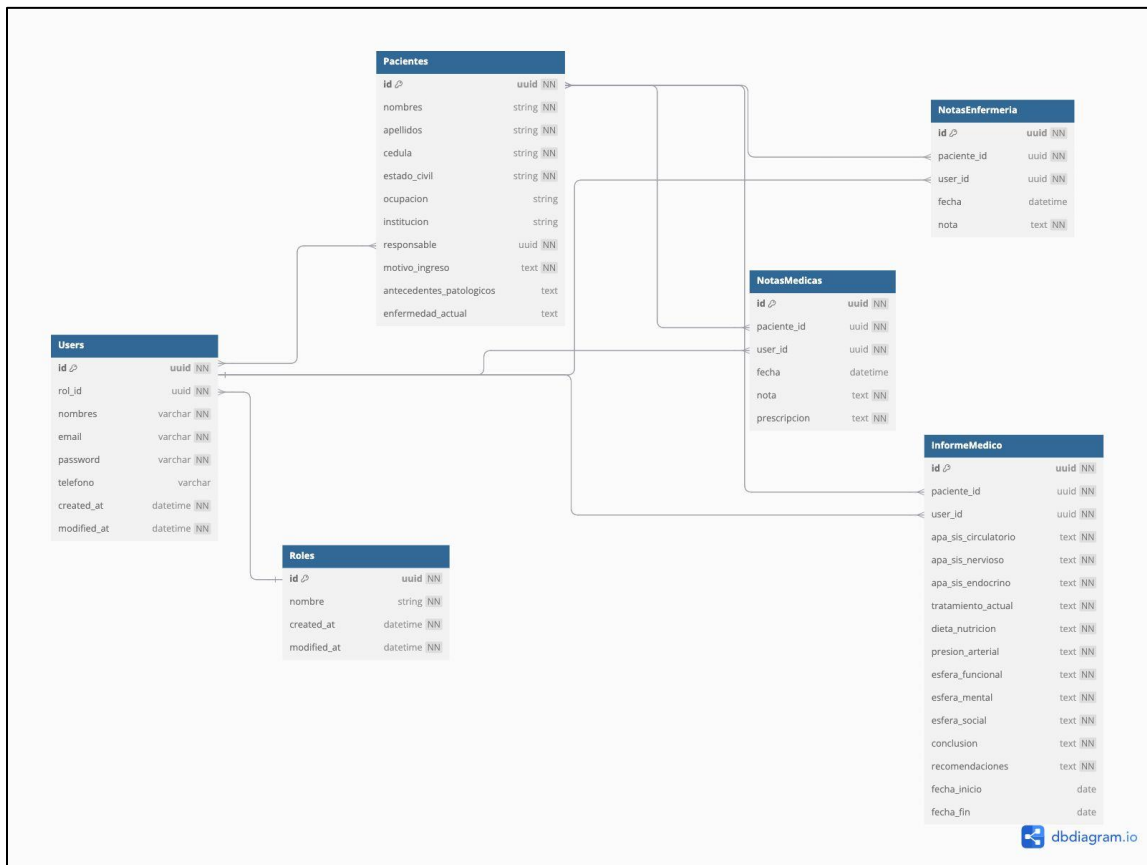 Pacientes
id uuid NN
nombres string NN
apellidos string NN
cedula string NN
estado_civil string NN
ocupacion string
institucion string
responsable uuid NN
motivo_ingreso text NN
antecedentes_patologicos text
enfermedad_actual text
NotasEnfermeria
id uuid NN
paciente_id uuid NN
user_id uuid NN
fecha datetime
nota text NN
NotasMedicas
id uuid NN
paciente_id uuid NN
user_id uuid NN
fecha datetime
nota text NN
prescripcion text NN
Users
id uuid NN
rol_id uuid NN
nombres varchar NN
email varchar NN
password varchar NN
telefono varchar
created_at datetime NN
modified_at datetime NN
Roles
id uuid NN
nombre string NN
created_at datetime NN
modified_at datetime NN
InformeMedico
id uuid NN
paciente_id uuid NN
user_id uuid NN
apa_sis_circulatorio text NN
apa_sis_nervioso text NN
apa_sis_endocrino text NN
tratamiento_actual text NN
dieta_nutricion text NN
presion_arterial text NN
esfera_funcional text NN
esfera_mental text NN
esfera_social text NN
conclusion text NN
recomendaciones text NN
fecha_inicio date
fecha_fin date
dbdiagram.io